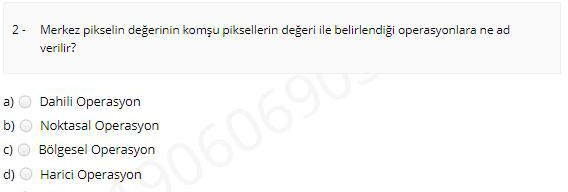 2 - Merkez pikselin değerinin komşu piksellerin değeri ile belirlendiği operasyonlara ne ad
verilir?
a) Dahili Operasyon
b) Noktasal Operasyon
c) Bölgesel Operasyon
d) Harici Operasyon